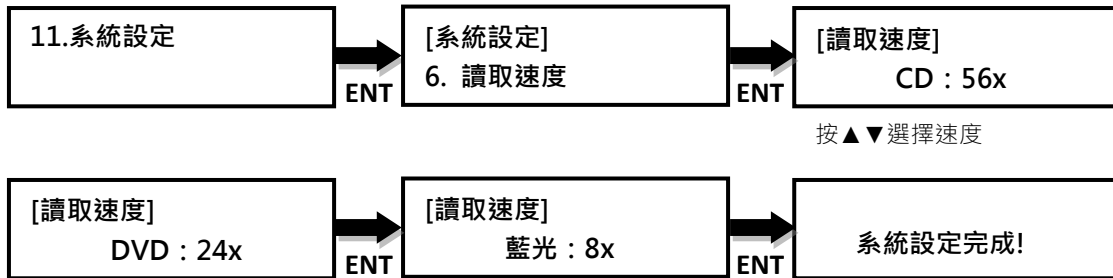 11.系統設定
ENT
[系統設定]
6. 讀取速度
ENT
[讀取速度]
CD：56x
按▲▼選擇速度
[讀取速度]
DVD：24x
ENT
[讀取速度]
藍光：8x
ENT
系統設定完成!